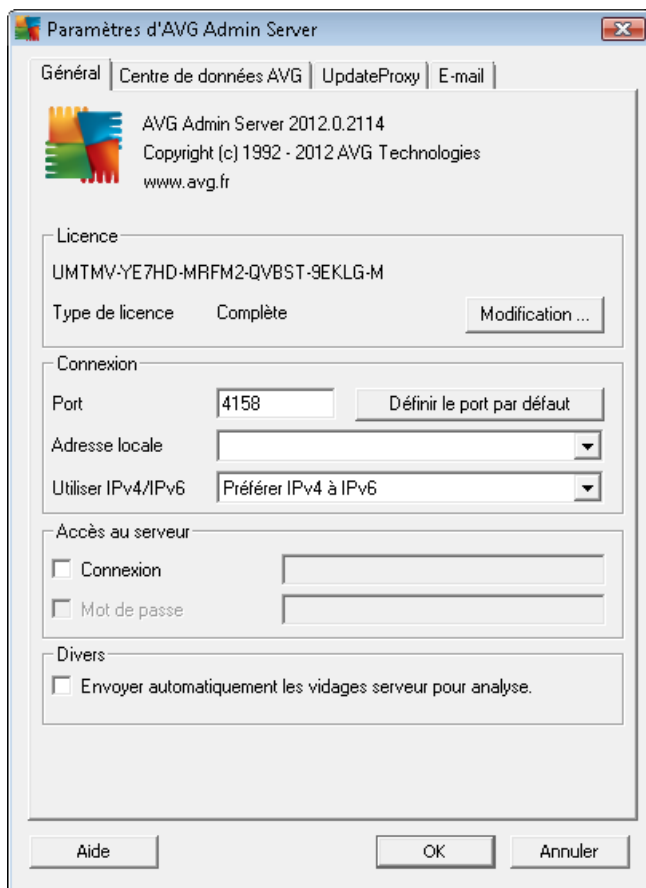 Paramètres d'AVG Admin Server
Général
Centre de données AVG
UpdateProxy
E-mail
AVG Admin Server 2012.0.2114
Copyright (c) 1992 - 2012 AVG Technologies
www.avg.fr
Licence
UMTMV-YE7HD-MRFM2-QVBST-9EKLG-M
Type de licence Complète Modification ...
Connexion
Port 4158 Définir le port par défaut
Adresse locale
Utiliser IPv4/IPv6 Préférer IPv4 à IPv6
Accès au serveur
Connexion
Mot de passe
Divers
Envoyer automatiquement les vidages serveur pour analyse.
Aide OK Annuler